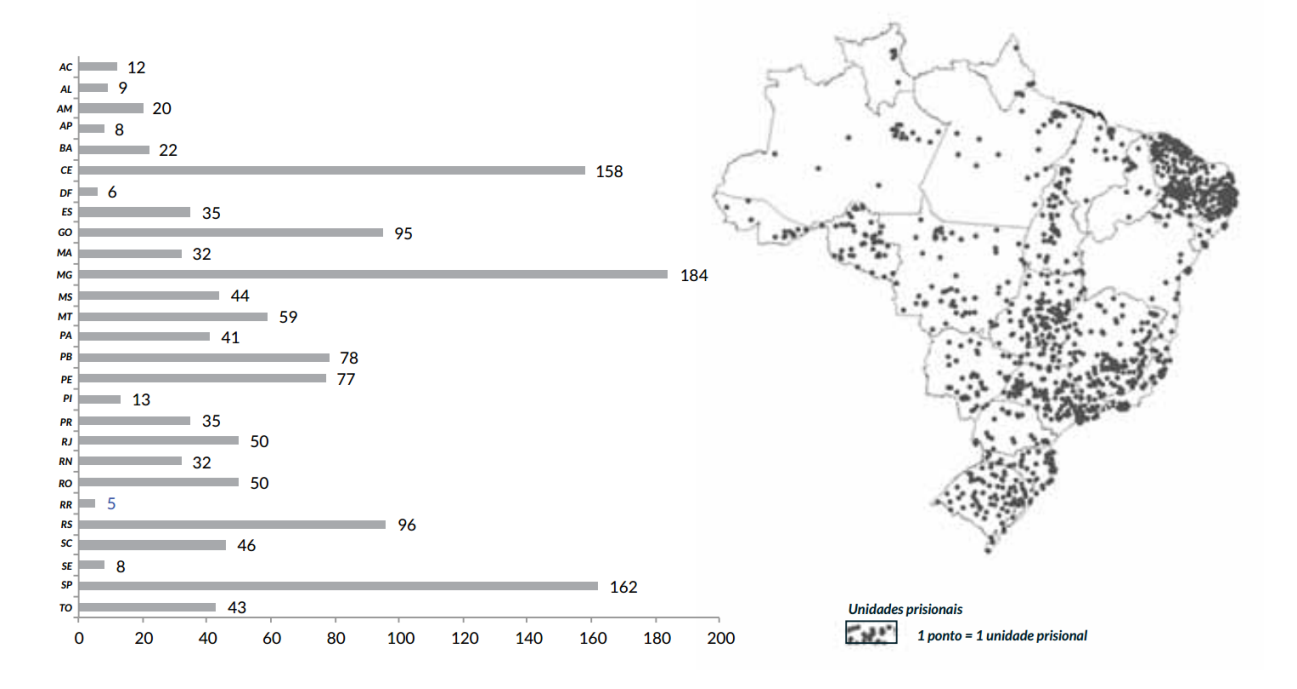 AC 12
AL 9
AM 20
AP 8
BA 22
CE 158
DF 6
ES 35
GO 95
MA 32
MG 184
MS 44
MT 59
PA 41
PB 78
PE 77
PI 13
PR 35
RJ 50
RN 32
RO 50
RR 5
RS 96
SC 46
SE 8
SP 162
TO 43
0 20 40 60 80 100 120 140 160 180 200
Unidades prisionais
1 ponto = 1 unidade prisional